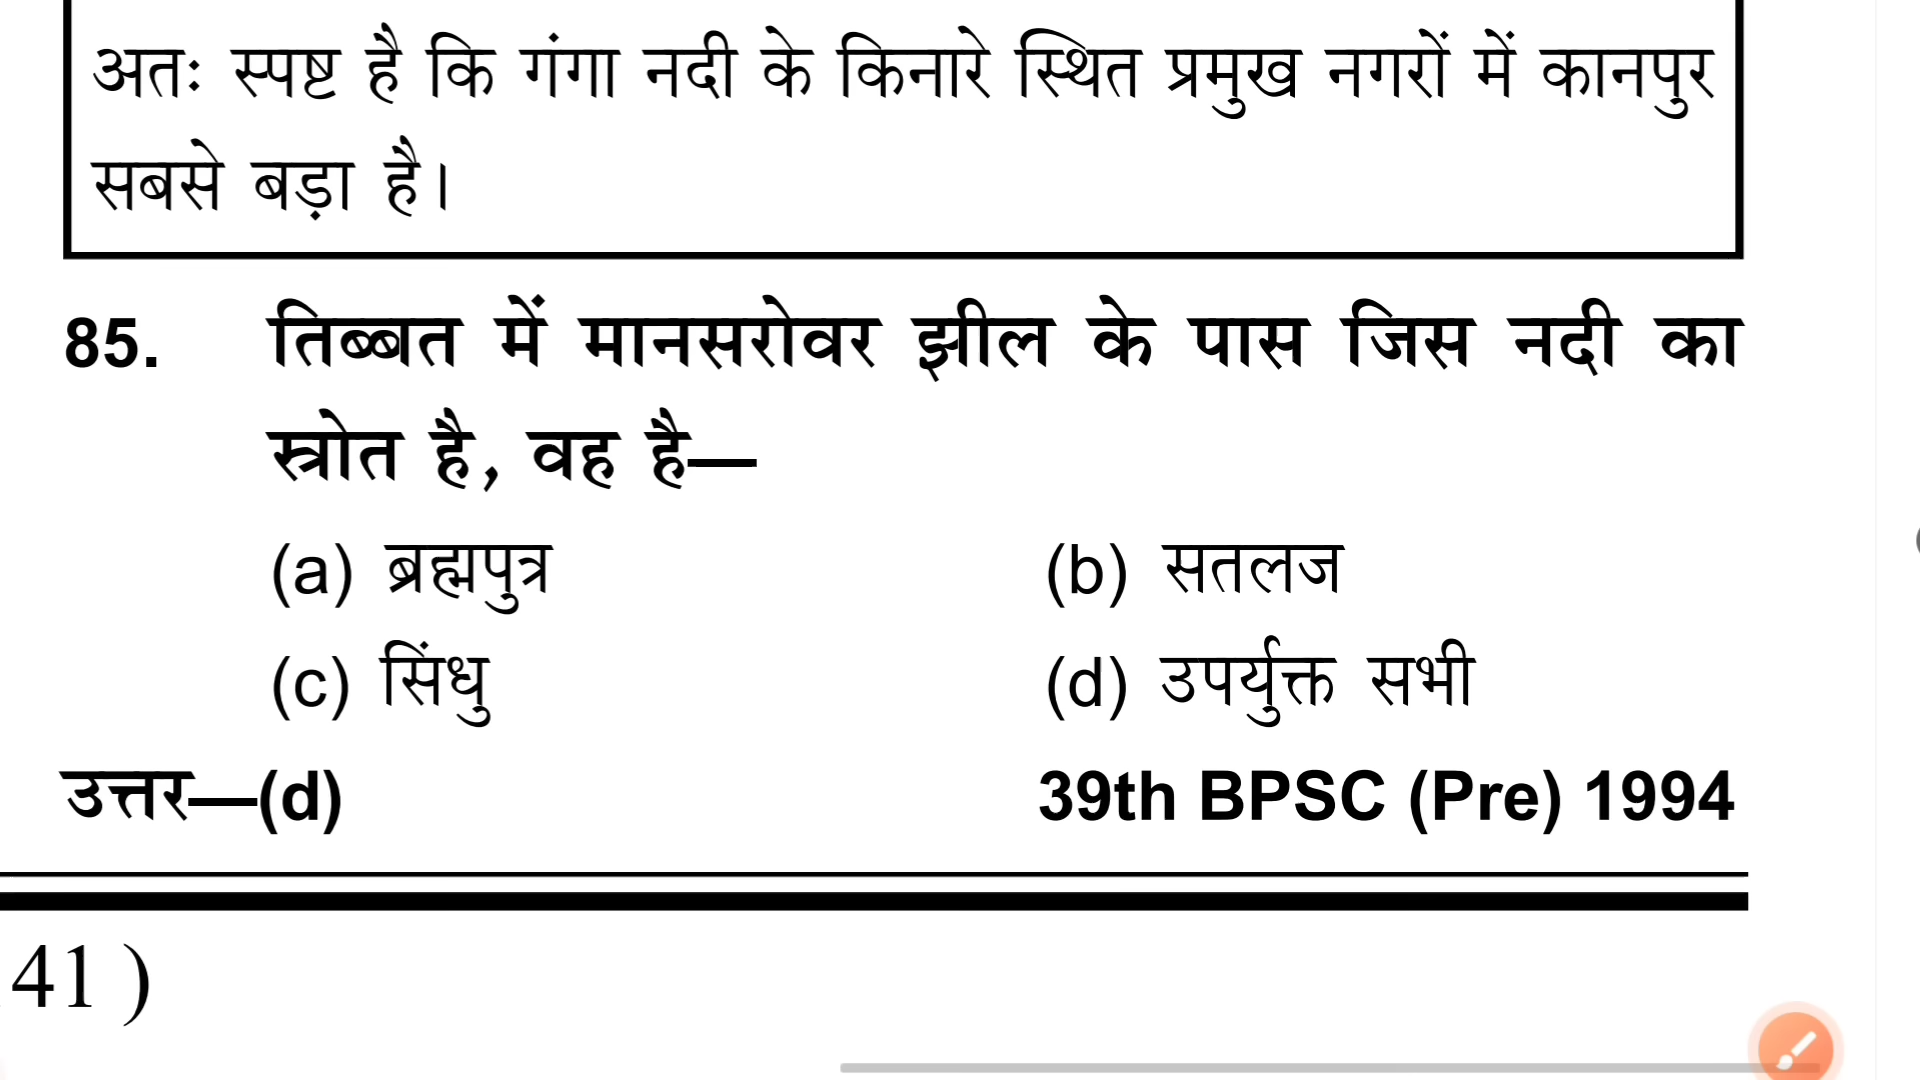 अतः स्पष्ट है कि गंगा नदी के किनारे स्थित प्रमुख नगरों में कानपुर
सबसे बड़ा है।
85. तिब्बत में मानसरोवर झील के पास जिस नदी का
स्त्रोत है, वह है—
(a) ब्रह्मपुत्र (b) सतलज
(c) सिंधु (d) उपर्युक्त सभी
उत्तर—(d) 39th BPSC (Pre) 1994
41 )